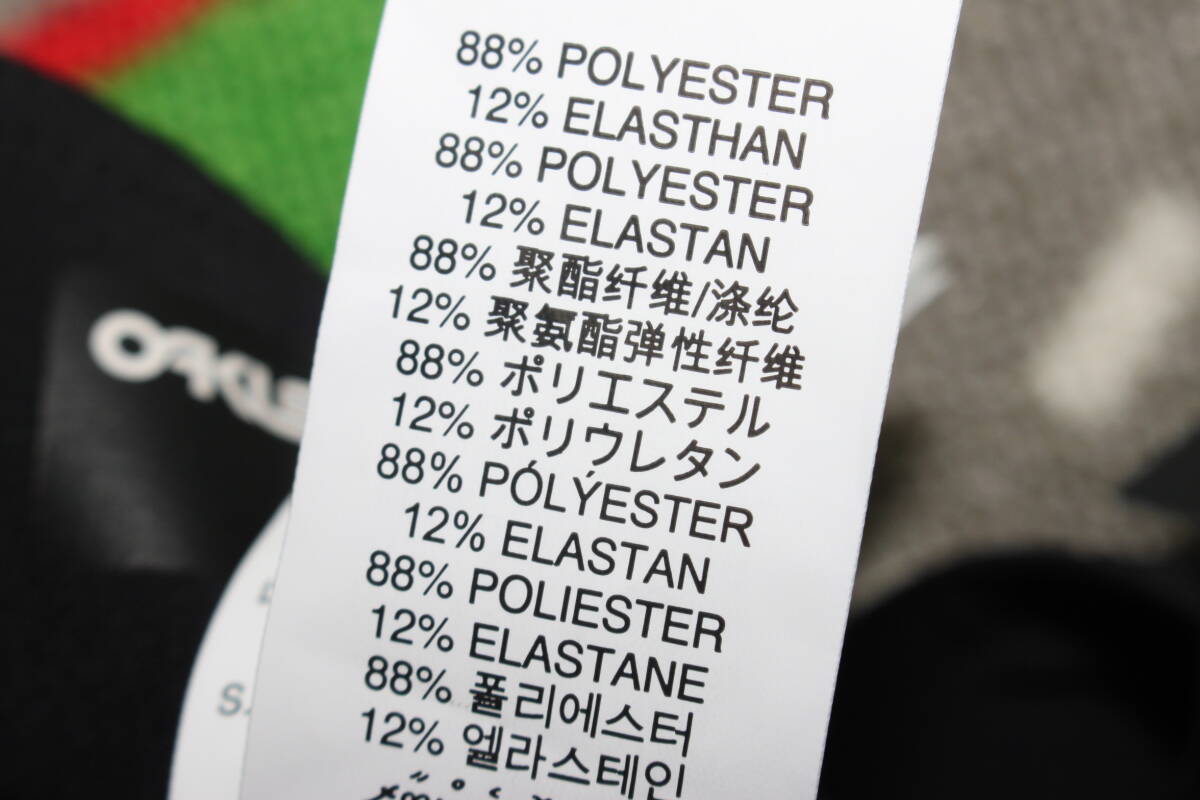 88% POLYESTER
12% ELASTHAN
88% POLYESTER
12% ELASTAN
88% 聚酯纤维/涤纶
12% 聚氨酯弹性纤维
88% ポリエステル
12% ポリウレタン
88% PÓLÝESTER
12% ELASTAN
88% POLIESTER
12% ELASTANE
88% 폴리에스터
12% 엘라스테인